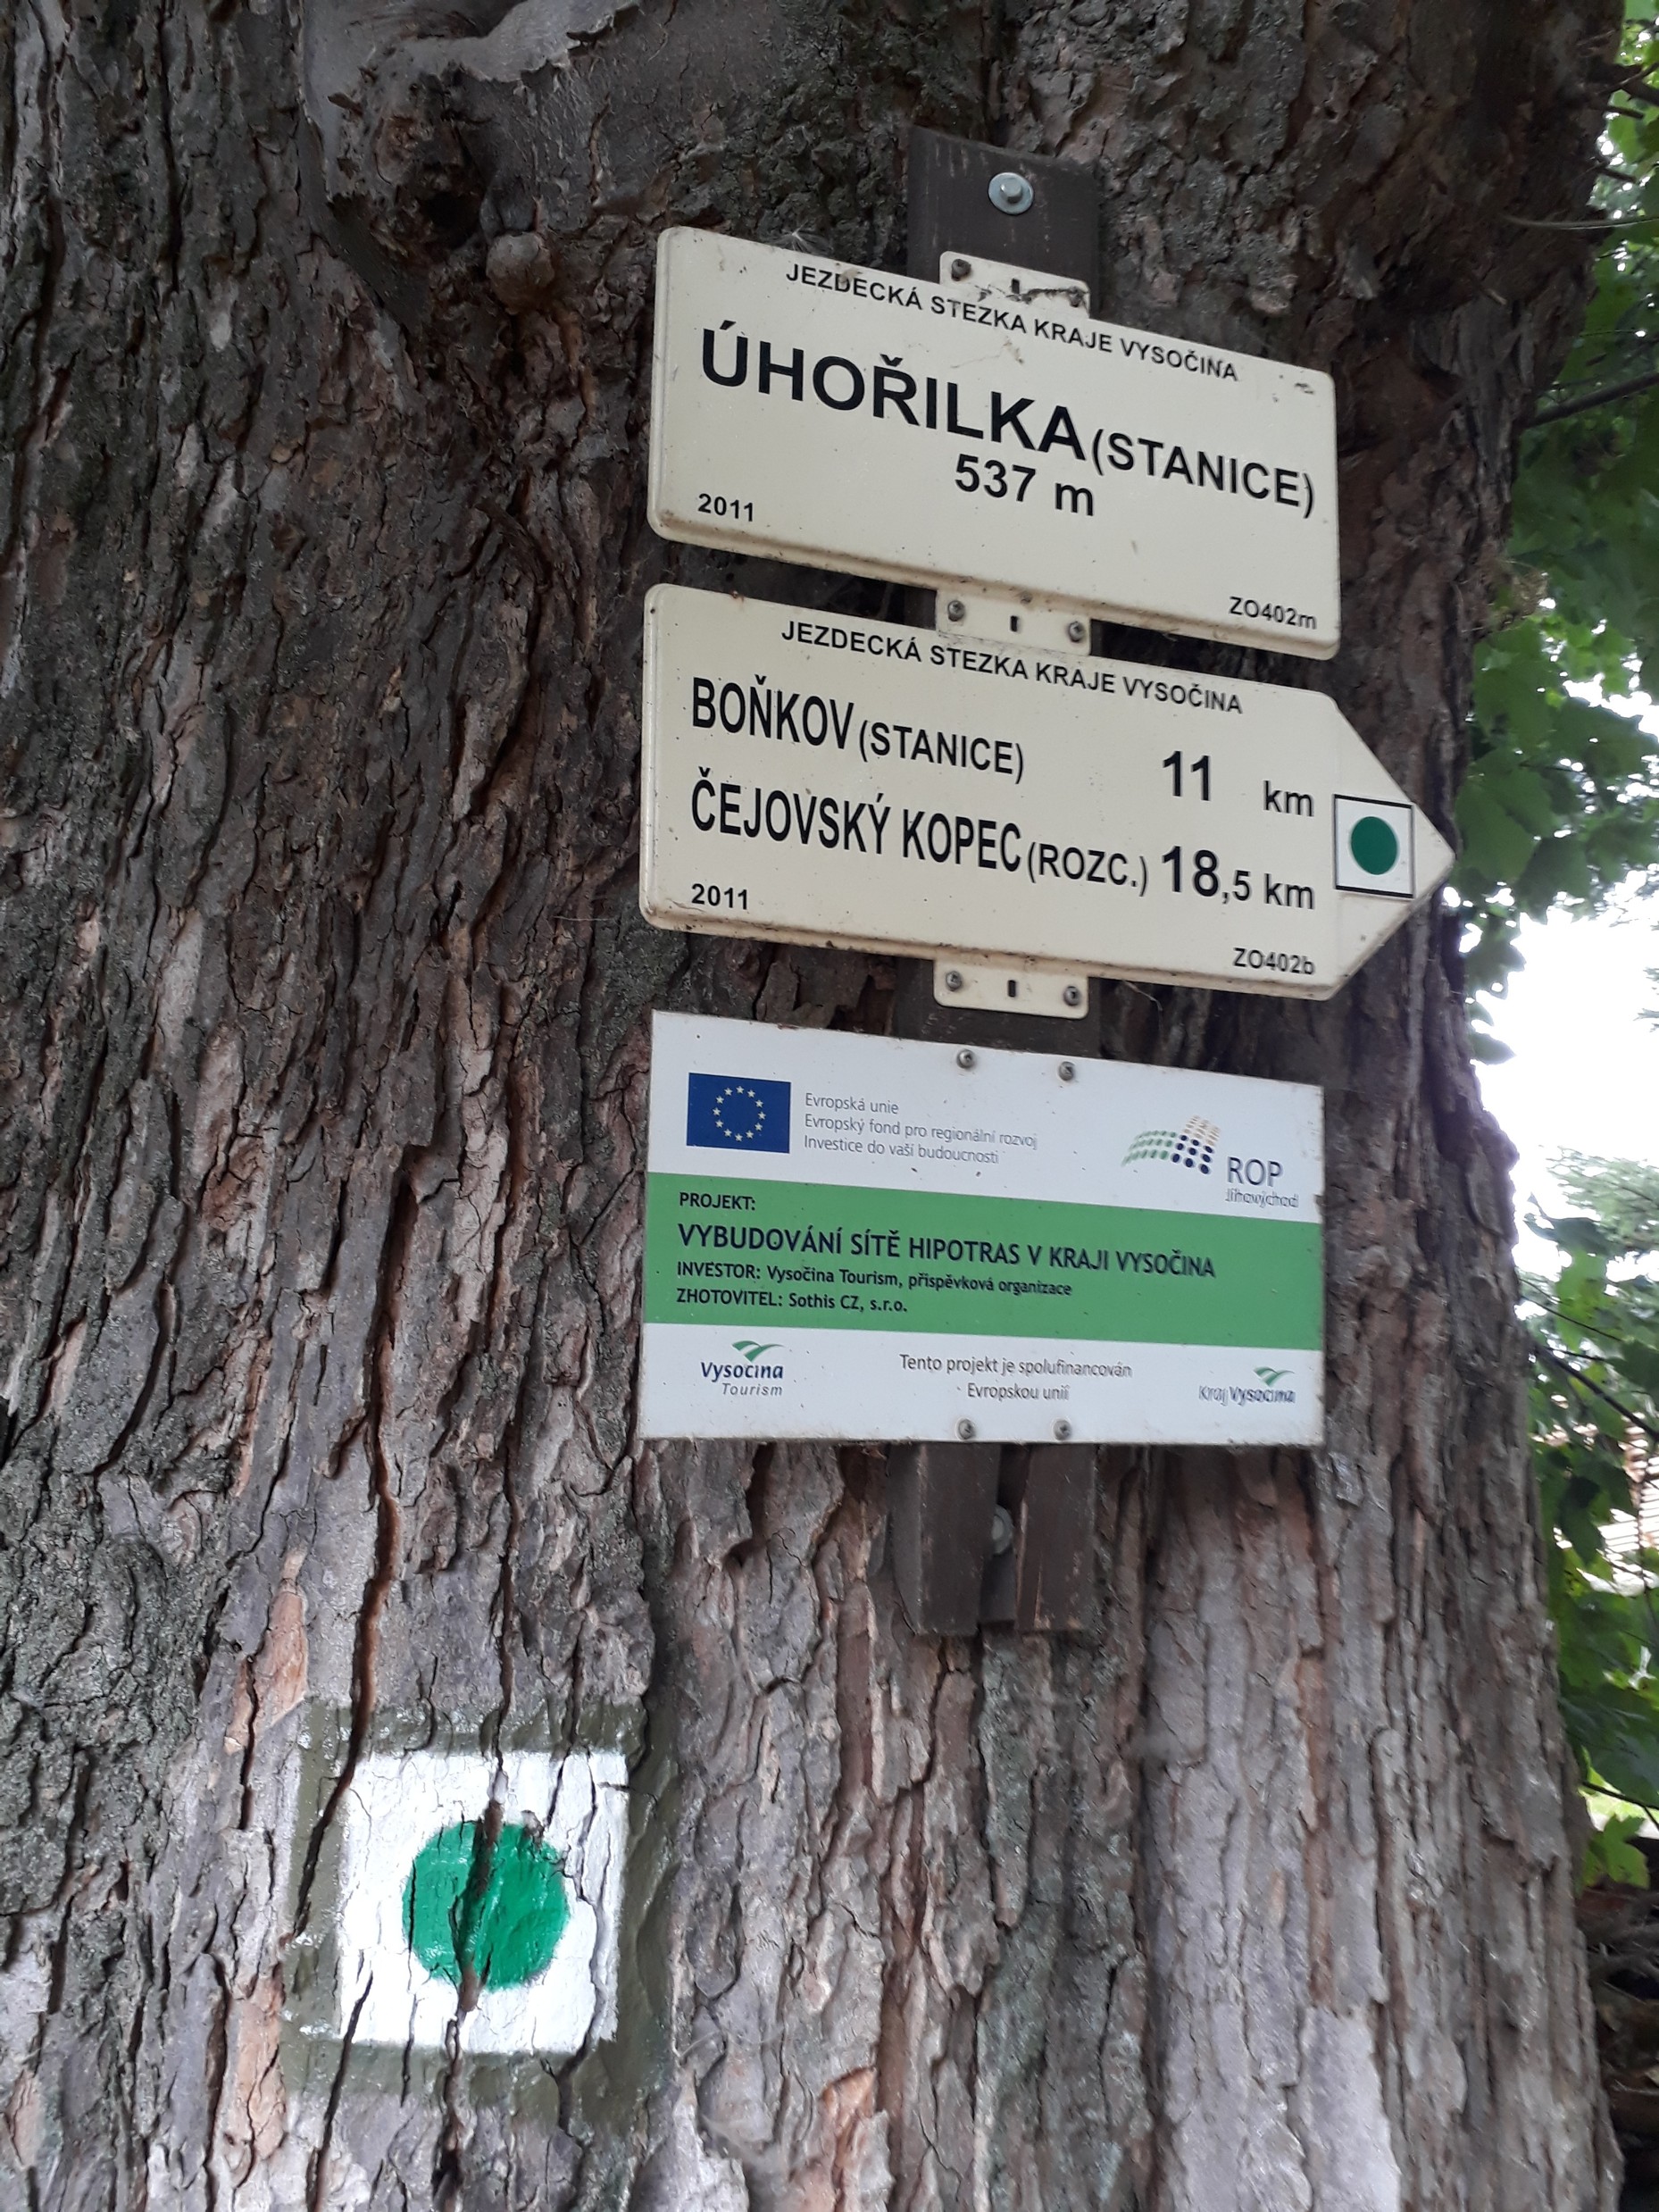 JEZDECKÁ STEZKA KRAJE VYSOČINA
ÚHOŘILKA (STANICE)
537 m
2011
ZO402m
JEZDECKÁ STEZKA KRAJE VYSOČINA
BOŇKOV (STANICE) 11 km
ČEJOVSKÝ KOPEC (ROZC.) 18,5 km
2011
ZO402b
Evropská unie
Evropský fond pro regionální rozvoj
Investice do vaší budoucnosti
ROP
Jihovýchod
PROJEKT:
VYBUDOVÁNÍ SÍTĚ HIPOTRAS V KRAJI VYSOČINA
INVESTOR: Vysočina Tourism, příspěvková organizace
ZHOTOVITEL: Sothis CZ, s.r.o.
Vysočina
Tourism
Tento projekt je spolufinancován
Evropskou unií
Kraj Vysočina